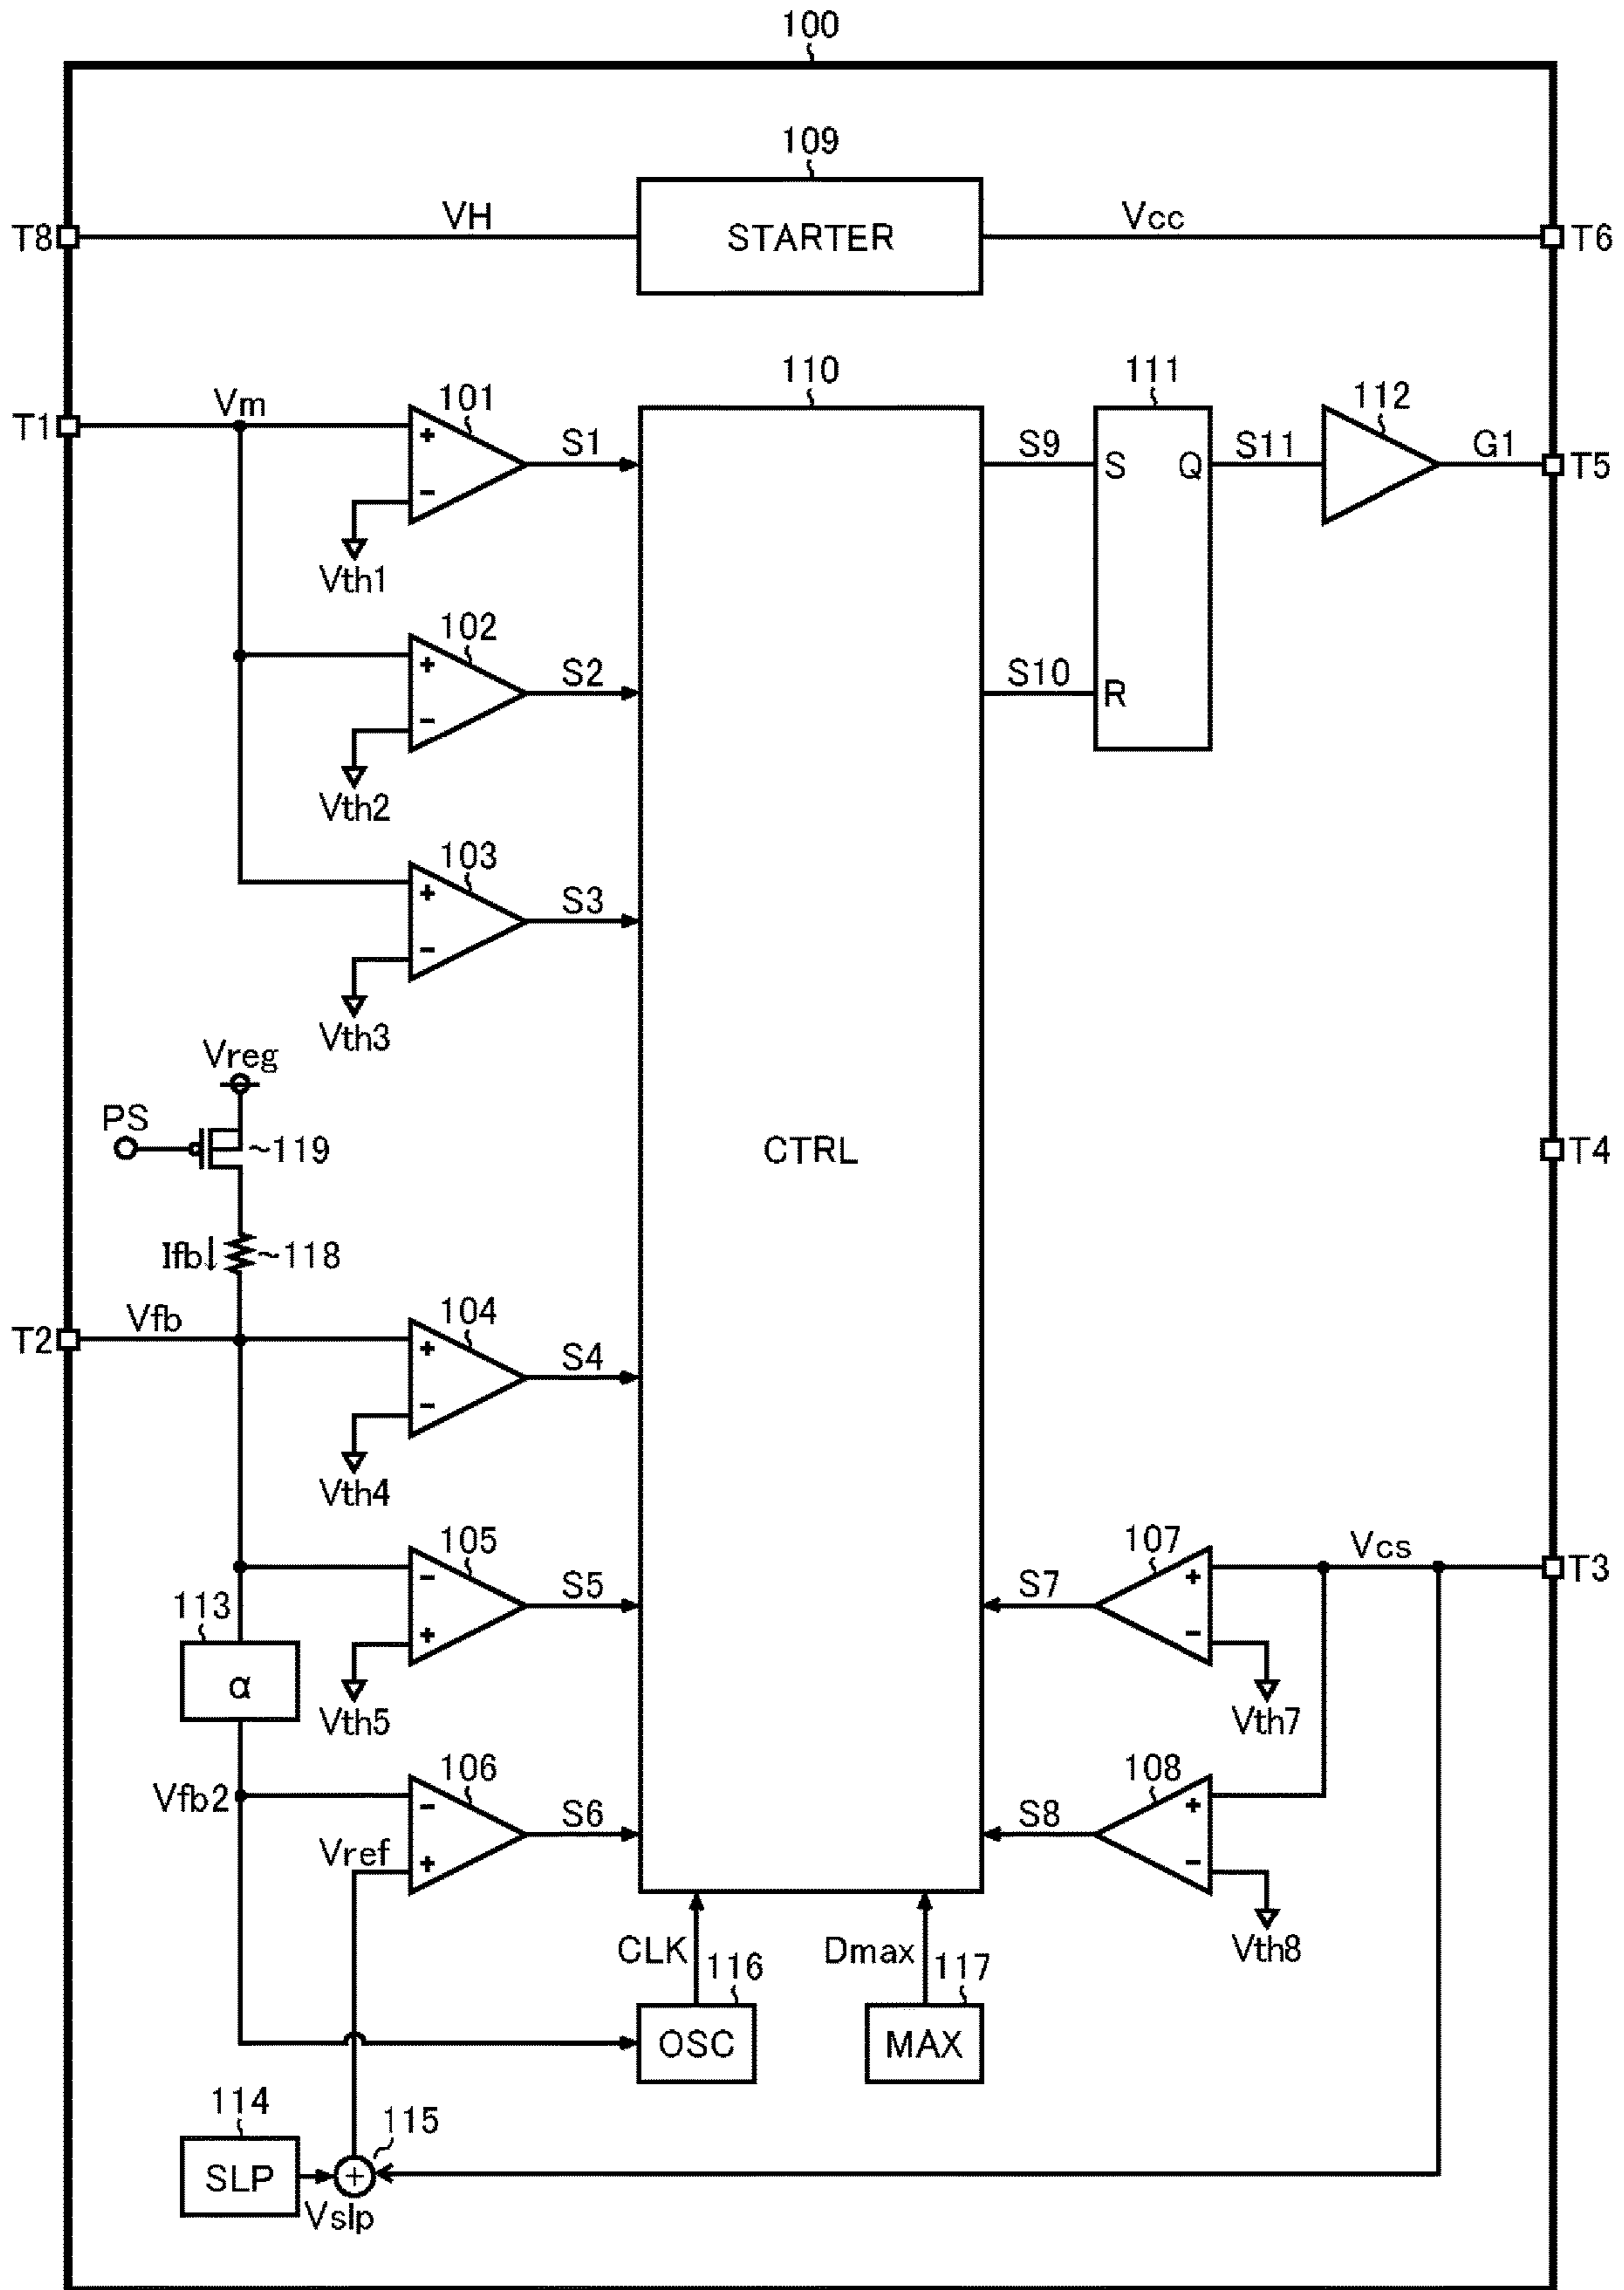 100
109
T8 VH STARTER Vcc T6
110 111 112
T1 Vm 101 S1 S9 S Q S11 G1 T5
+
-
Vth1
102 S2 S10 R
+
-
Vth2
103 S3
+
-
Vth3
Vreg
PS ~119 CTRL T4
Ifb↓ ~118
T2 Vfb 104 S4
+
-
Vth4
105 S5 S7 107 Vcs T3
-
+
+
-
113
α
Vth5 Vth7
106 108
Vfb2 S6 S8
-
+
+
-
Vref
Vth8
CLK 116 Dmax 117
OSC MAX
114 115
SLP +
Vslp